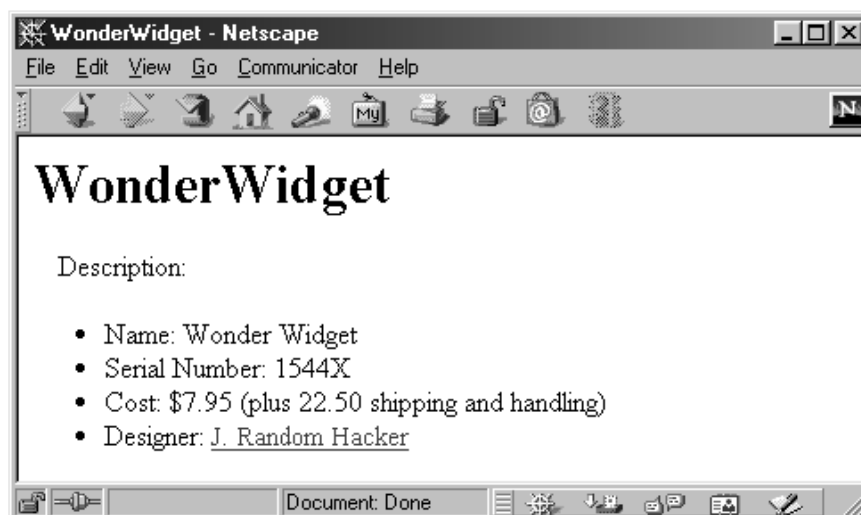 WonderWidget - Netscape
File Edit View Go Communicator Help
My @ N
WonderWidget
Description:
• Name: Wonder Widget
• Serial Number: 1544X
• Cost: $7.95 (plus 22.50 shipping and handling)
• Designer: J. Random Hacker
Document: Done